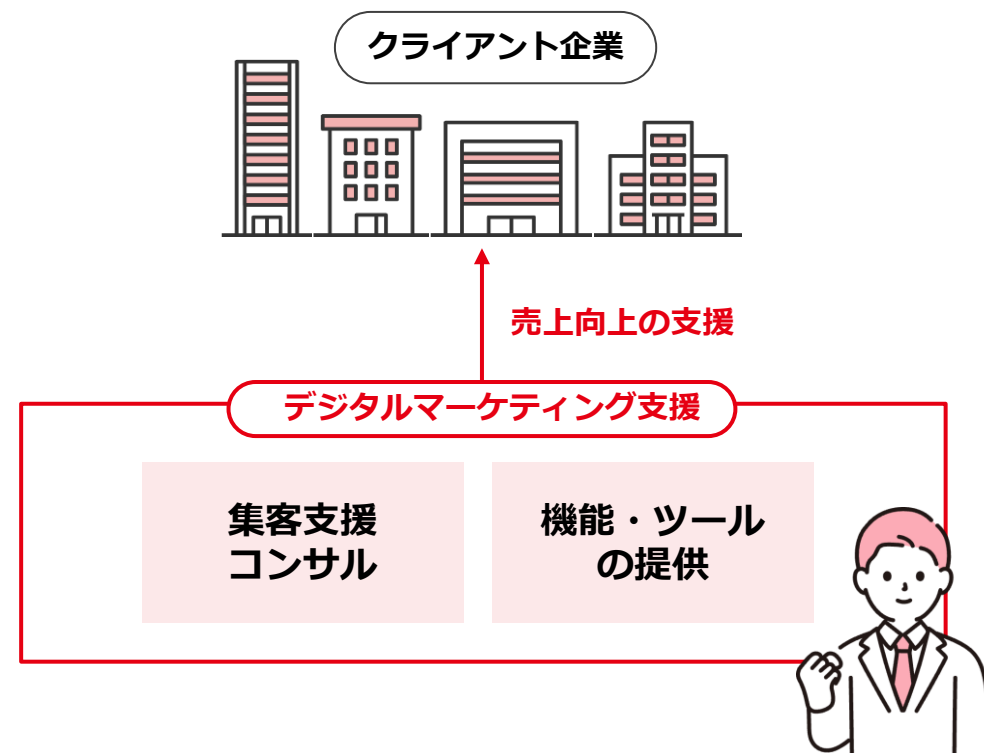 クライアント企業
売上向上の支援
デジタルマーケティング支援
集客支援
コンサル
機能・ツール
の提供